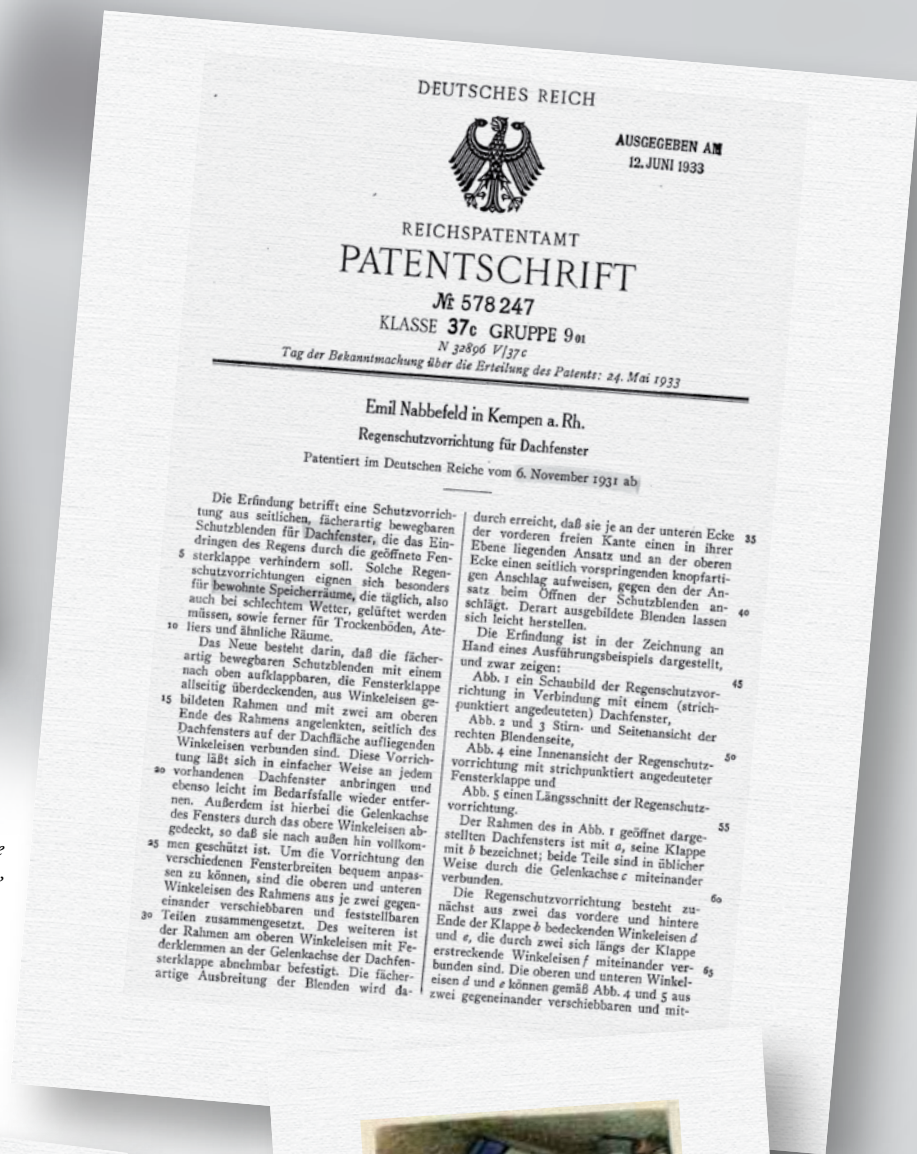 DEUTSCHES REICH
AUSGEGEBEN AM
12. JUNI 1933
REICHSPATENTAMT
PATENTSCHRIFT
№ 578247
KLASSE 37c GRUPPE 9 01
N 32896 V/37c
Tag der Bekanntmachung über die Erteilung des Patents: 24. Mai 1933
Emil Nabbefeld in Kempen a. Rh.
Regenschutzvorrichtung für Dachfenster
Patentiert im Deutschen Reiche vom 6. November 1931 ab
Die Erfindung betrifft eine Schutzvorrich-
tung aus seitlichen, fächerartig bewegbaren
Schutzblenden für Dachfenster, die das Ein-
dringen des Regens durch die geöffnete Fen-
5 sterklappe verhindern soll. Solche Regen-
schutzvorrichtungen eignen sich besonders
für bewohnte Speicherräume, die täglich, also
auch bei schlechtem Wetter, gelüftet werden
müssen, sowie ferner für Trockenböden, Ate-
10 liers und ähnliche Räume.
Das Neue besteht darin, daß die fächer-
artig bewegbaren Schutzblenden mit einem
nach oben aufklappbaren, die Fensterklappe
allseitig überdeckenden, aus Winkeleisen ge-
15 bildeten Rahmen und mit zwei am oberen
Ende des Rahmens angelenkten, seitlich des
Dachfensters auf der Dachfläche aufliegenden
Winkeleisen verbunden sind. Diese Vorrich-
tung läßt sich in einfacher Weise an jedem
20 vorhandenen Dachfenster anbringen und
ebenso leicht im Bedarfsfalle wieder entfer-
nen. Außerdem ist hierbei die Gelenkachse
des Fensters durch das obere Winkeleisen ab-
gedeckt, so daß sie nach außen hin vollkom-
25 men geschützt ist. Um die Vorrichtung den
verschiedenen Fensterbreiten bequem anpas-
sen zu können, sind die oberen und unteren
Winkeleisen des Rahmens aus je zwei gegen-
einander verschiebbaren und feststellbaren
30 Teilen zusammengesetzt. Des weiteren ist
der Rahmen am oberen Winkeleisen mit Fe-
derklemmen an der Gelenkachse der Dachfen-
sterklappe abnehmbar befestigt. Die fächer-
artige Ausbreitung der Blenden wird da-
durch erreicht, daß sie je an der unteren Ecke 35
der vorderen freien Kante einen in ihrer
Ebene liegenden Ansatz und an der oberen
Ecke einen seitlich vorspringenden knopfarti-
gen Anschlag aufweisen, gegen den der An-
satz beim Öffnen der Schutzblenden an- 40
schlägt. Derart ausgebildete Blenden lassen
sich leicht herstellen.
Die Erfindung ist in der Zeichnung an
Hand eines Ausführungsbeispiels dargestellt,
und zwar zeigen: 45
Abb. 1 ein Schaubild der Regenschutzvor-
richtung in Verbindung mit einem (strich-
punktiert angedeuteten) Dachfenster,
Abb. 2 und 3 Stirn- und Seitenansicht der
rechten Blendenseite, 50
Abb. 4 eine Innenansicht der Regenschutz-
vorrichtung mit strichpunktiert angedeuteter
Fensterklappe und
Abb. 5 einen Längsschnitt der Regenschutz-
vorrichtung. 55
Der Rahmen des in Abb. 1 geöffnet darge-
stellten Dachfensters ist mit a, seine Klappe
mit b bezeichnet; beide Teile sind in üblicher
Weise durch die Gelenkachse c miteinander
verbunden. 60
Die Regenschutzvorrichtung besteht zu-
nächst aus zwei das vordere und hintere
Ende der Klappe b bedeckenden Winkeleisen d
und e, die durch zwei sich längs der Klappe
erstreckende Winkeleisen f miteinander ver- 65
bunden sind. Die oberen und unteren Winkel-
eisen d und e können gemäß Abb. 4 und 5 aus
zwei gegeneinander verschiebbaren und mit-